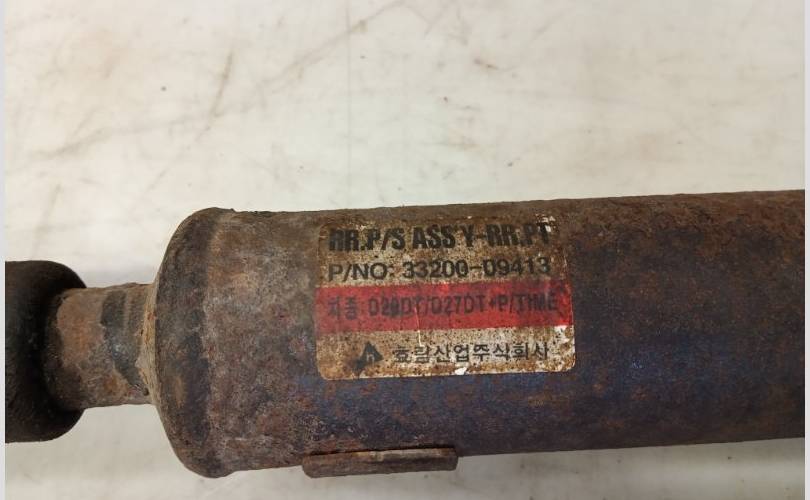 RR.P/S ASS'Y-RR.PT
P/NO: 33200-09413
차종: D20DT/D27DT+P/TIME
호림산업주식회사